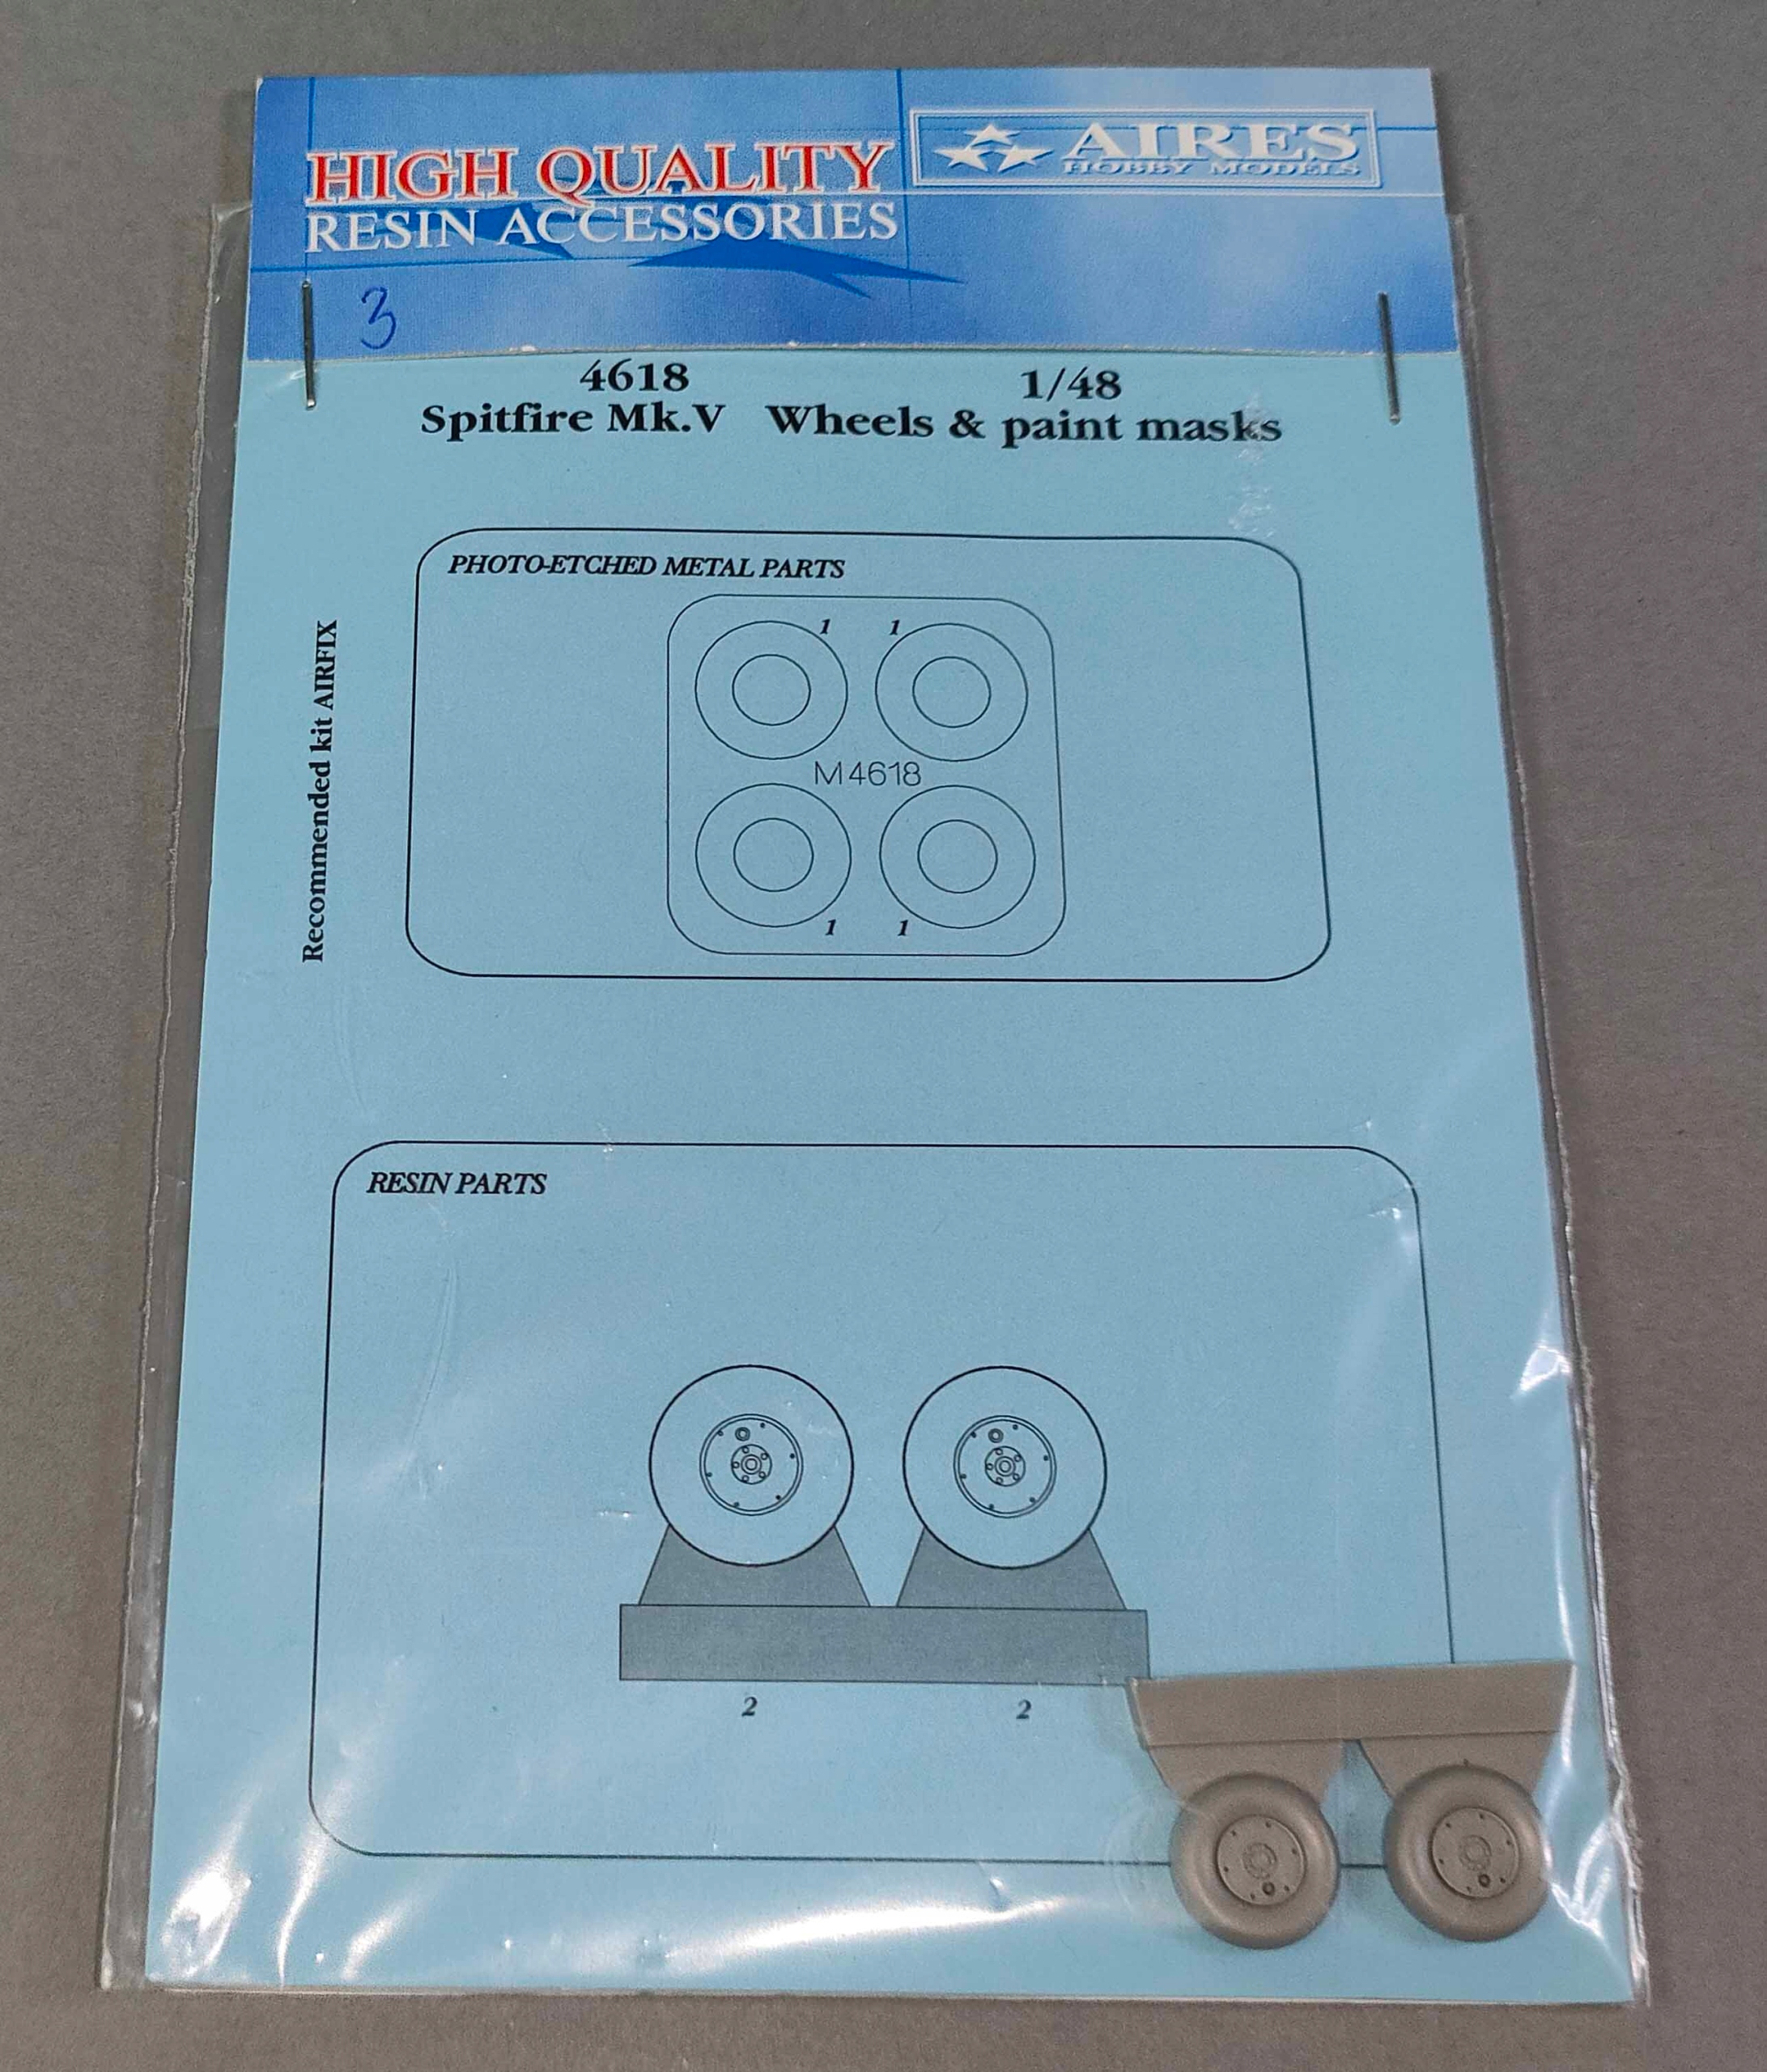 HIGH QUALITY
RESIN ACCESSORIES
AIRES
HOBBY MODELS
3
4618 1/48
Spitfire Mk.V Wheels & paint masks
Recommended kit AIRFIX
PHOTO-ETCHED METAL PARTS
1 1
M4618
1 1
RESIN PARTS
2 2